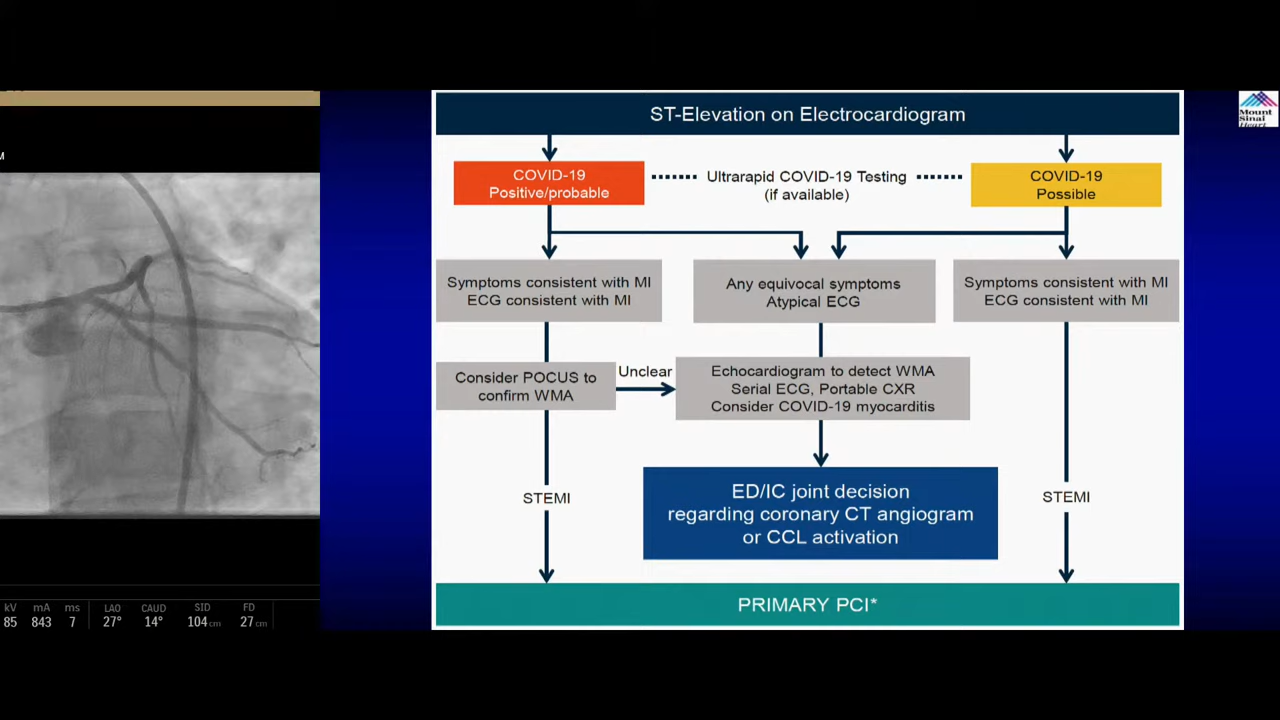 ST-Elevation on Electrocardiogram
COVID-19
Positive/probable
Ultrarapid COVID-19 Testing
(if available)
COVID-19
Possible
Symptoms consistent with MI
ECG consistent with MI
Any equivocal symptoms
Atypical ECG
Symptoms consistent with MI
ECG consistent with MI
Consider POCUS to
confirm WMA
Unclear
Echocardiogram to detect WMA
Serial ECG, Portable CXR
Consider COVID-19 myocarditis
STEMI
ED/IC joint decision
regarding coronary CT angiogram
or CCL activation
STEMI
PRIMARY PCI*
Mount
Sinai
Heart
M
kV mA ms LAO CAUD SID FD
85 843 7 27° 14° 104 cm 27 cm